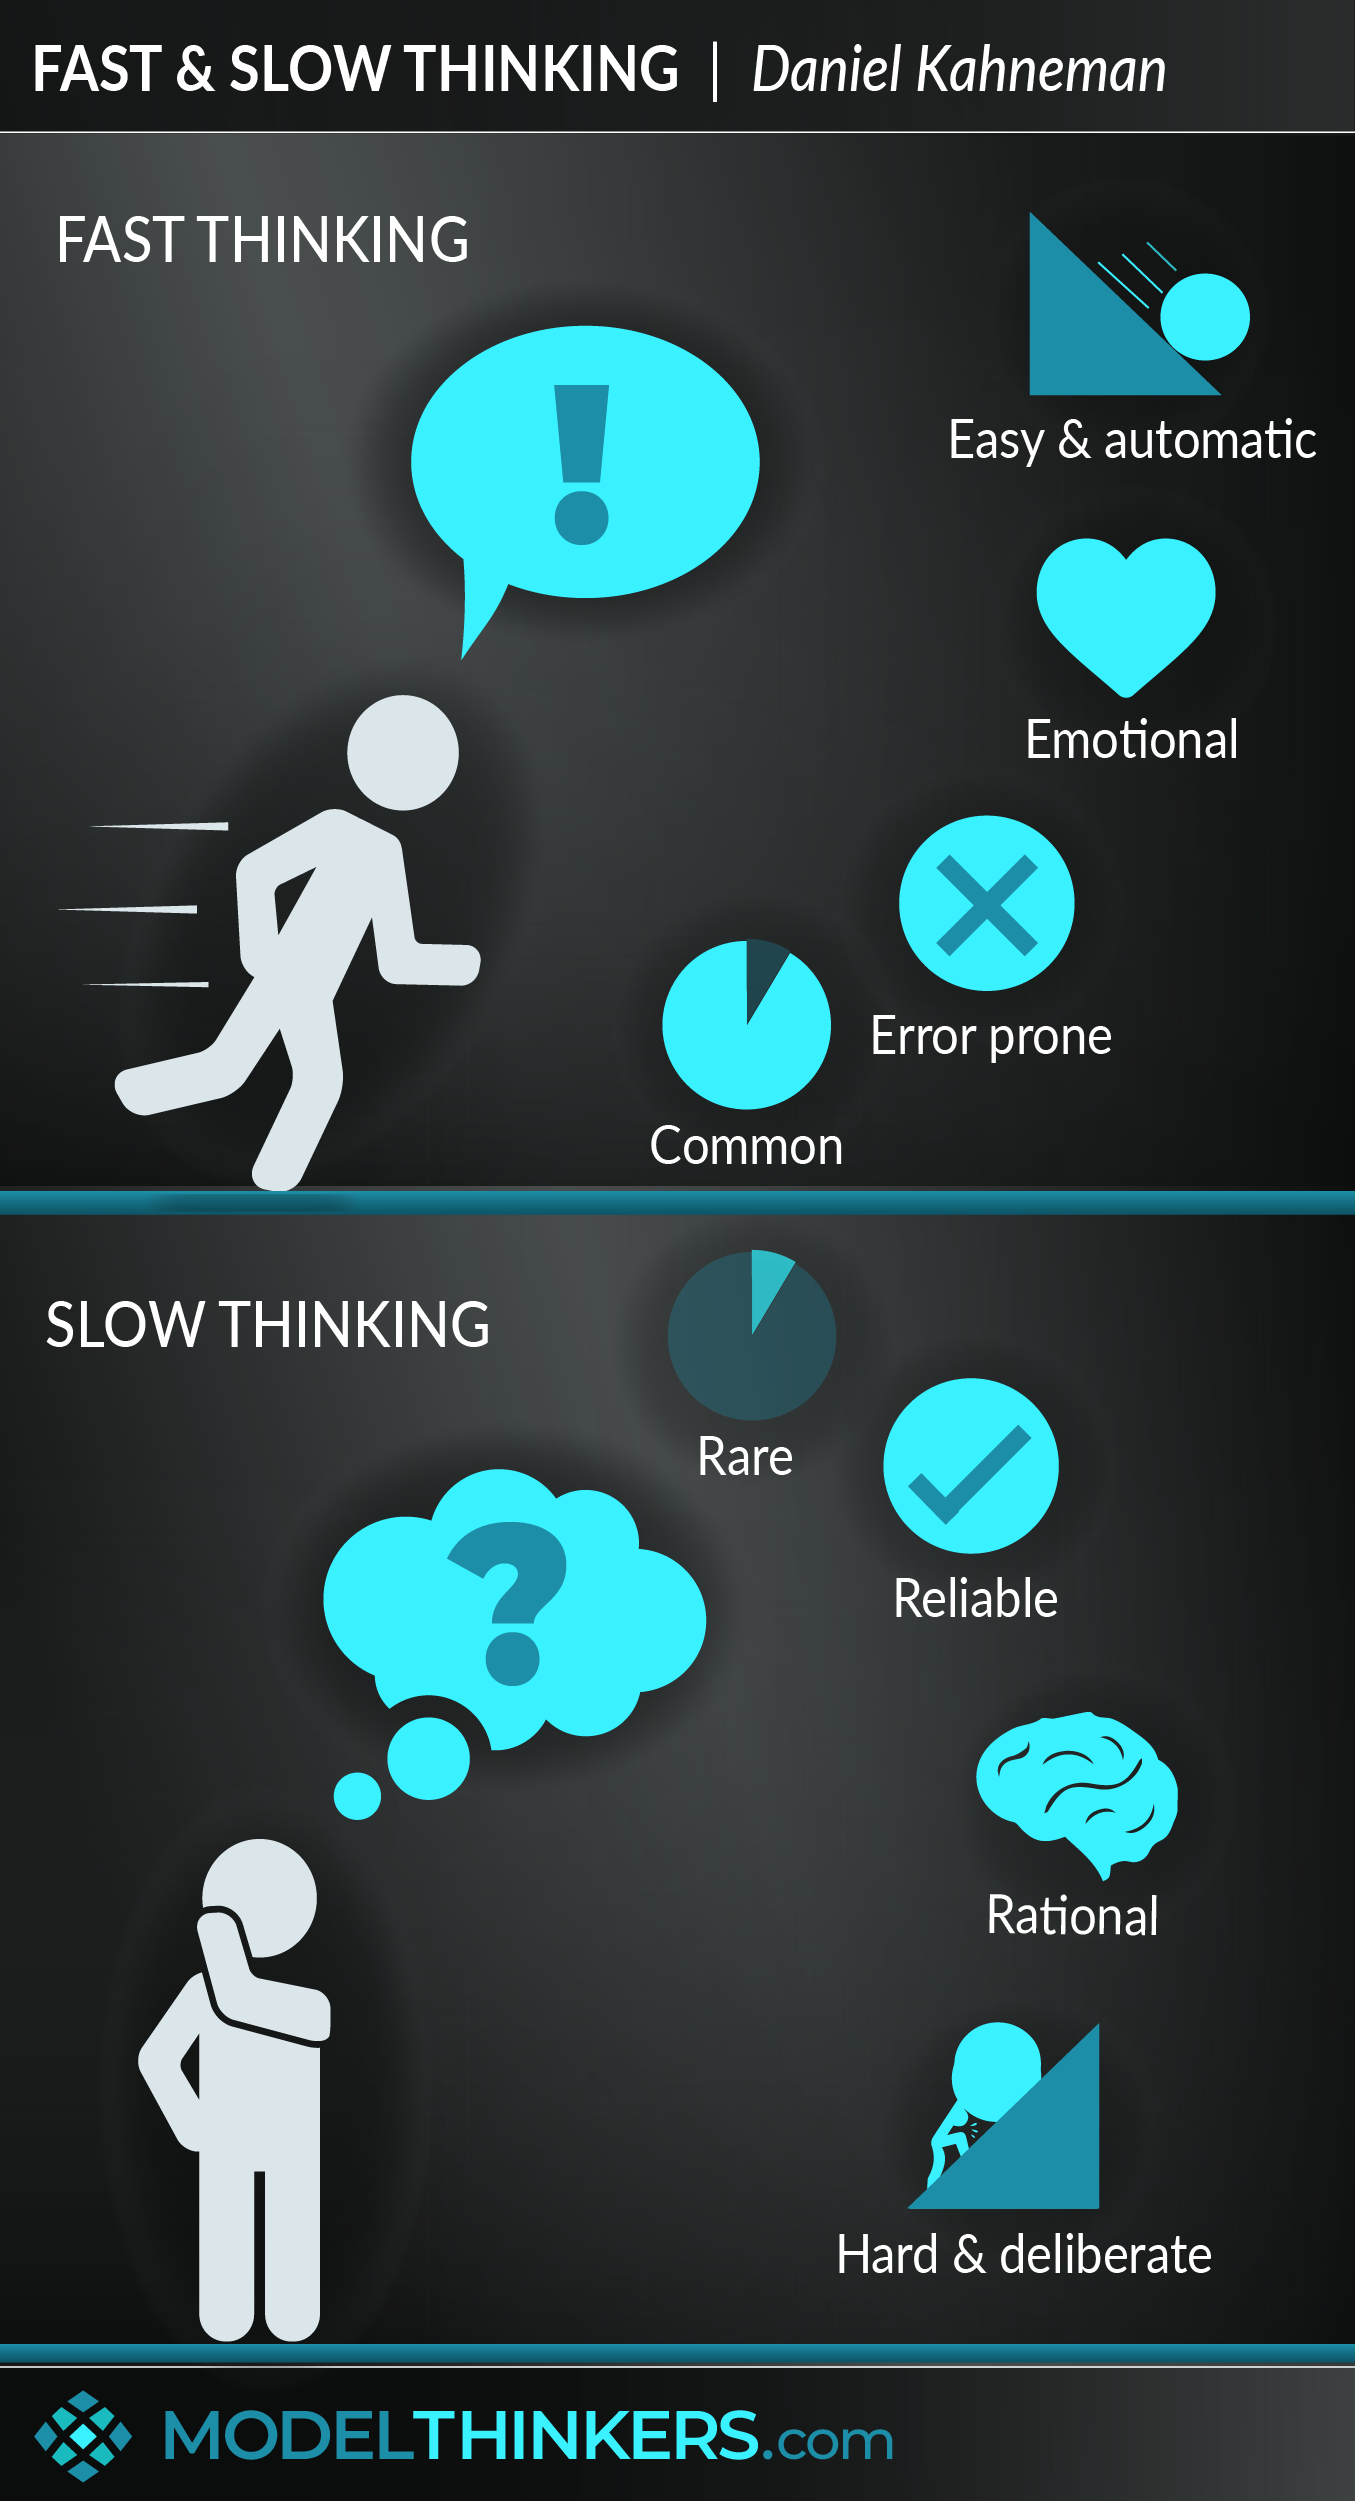 FAST & SLOW THINKING | Daniel Kahneman
FAST THINKING
!
Easy & automatic
Emotional
Error prone
Common
SLOW THINKING
Rare
?
Reliable
Rational
Hard & deliberate
MODELTHINKERS.com